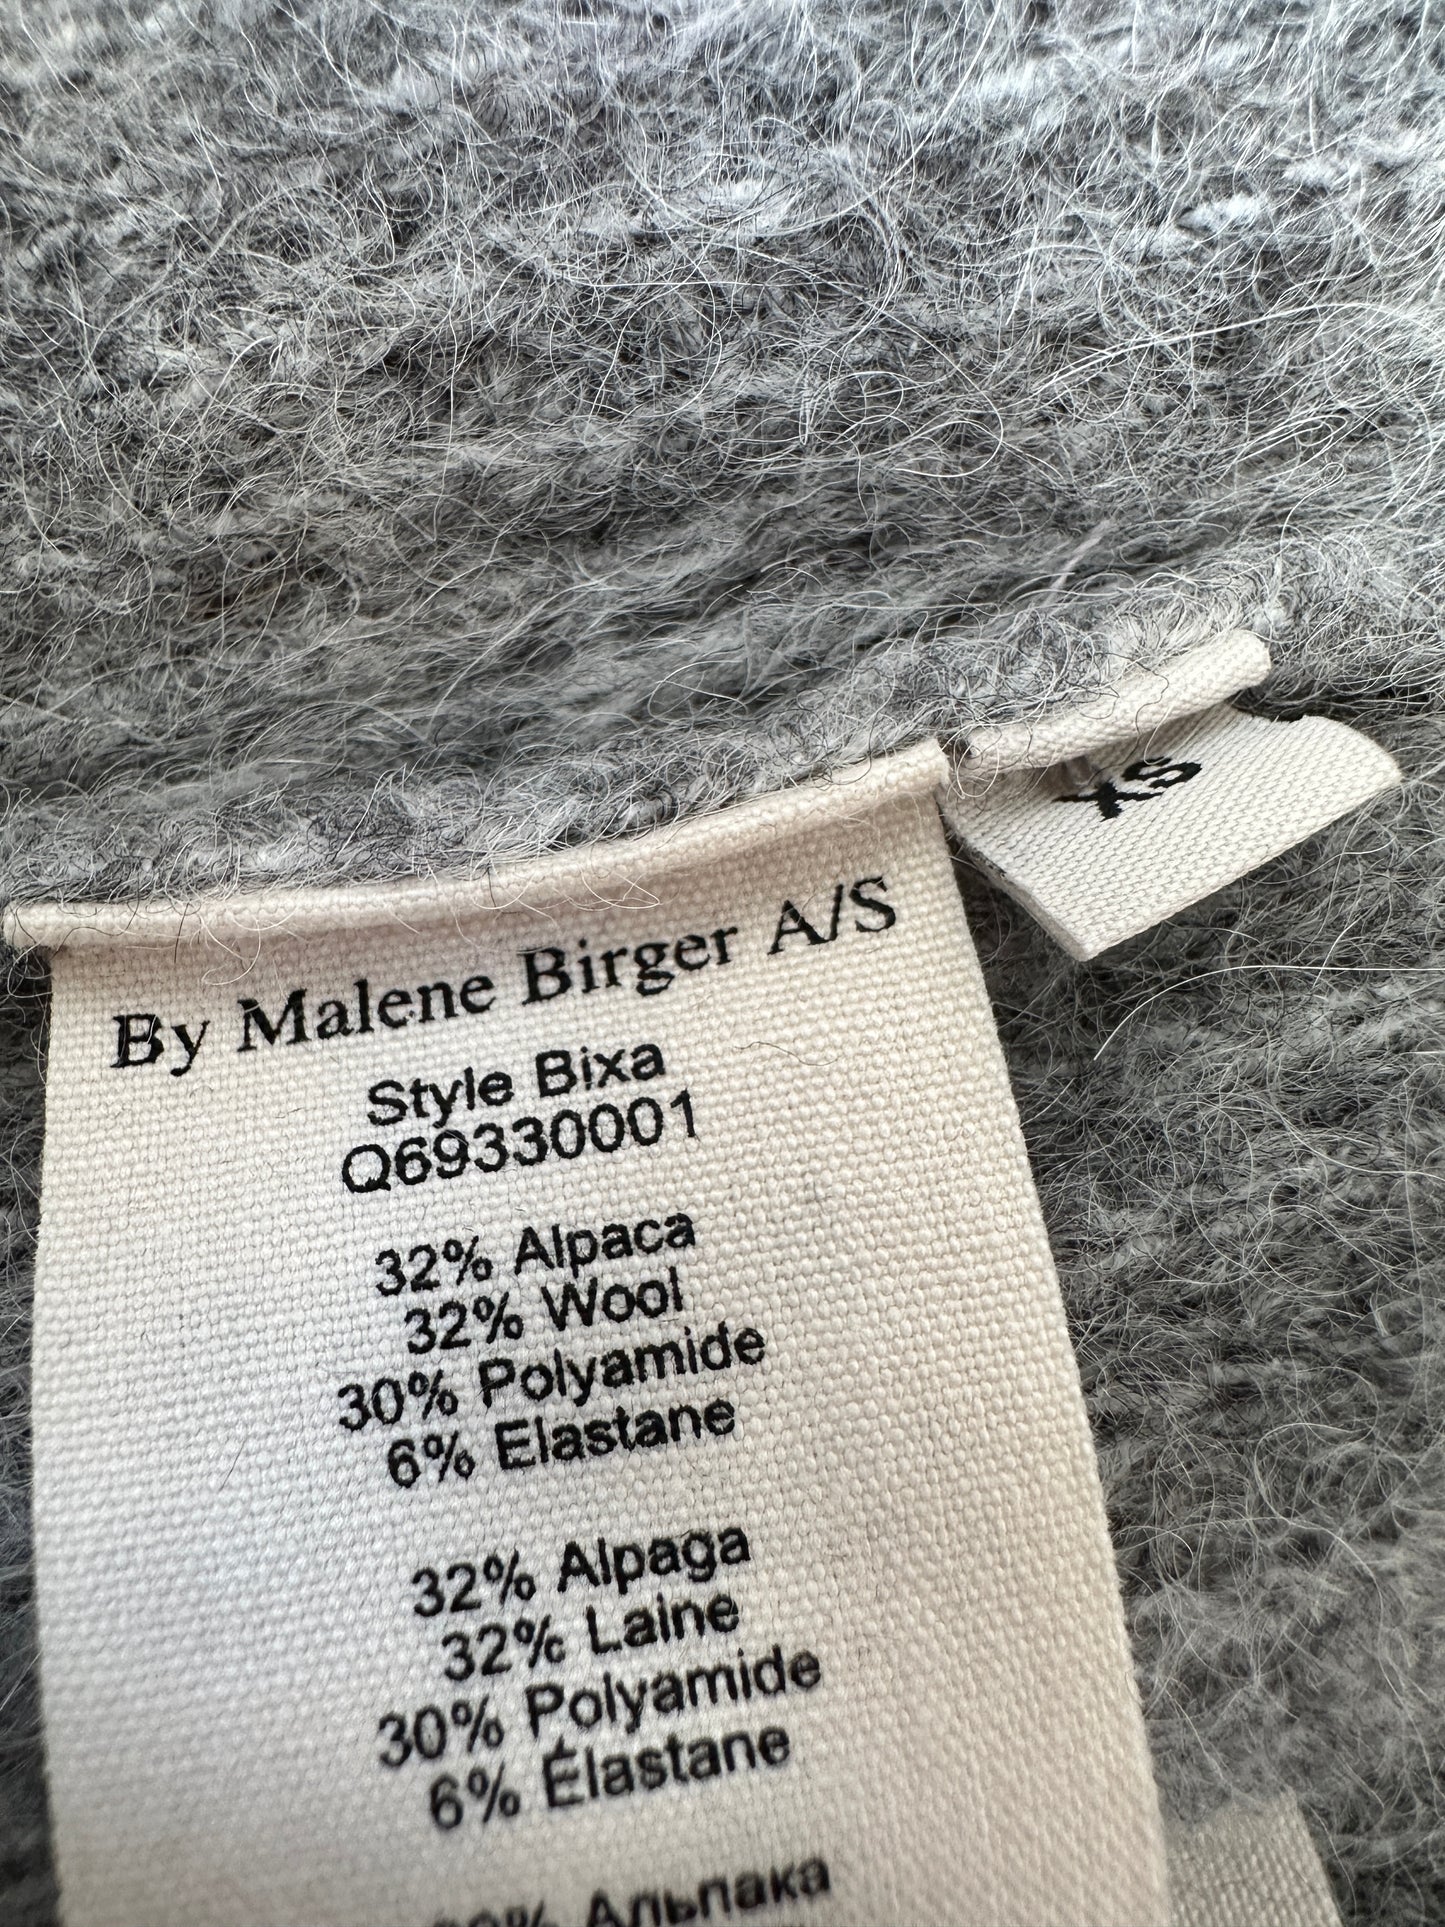 XS
By Malene Birger A/S
Style Bixa
Q69330001
32% Alpaca
32% Wool
30% Polyamide
6% Elastane
32% Alpaga
32% Laine
30% Polyamide
6% Élastane
Альпака